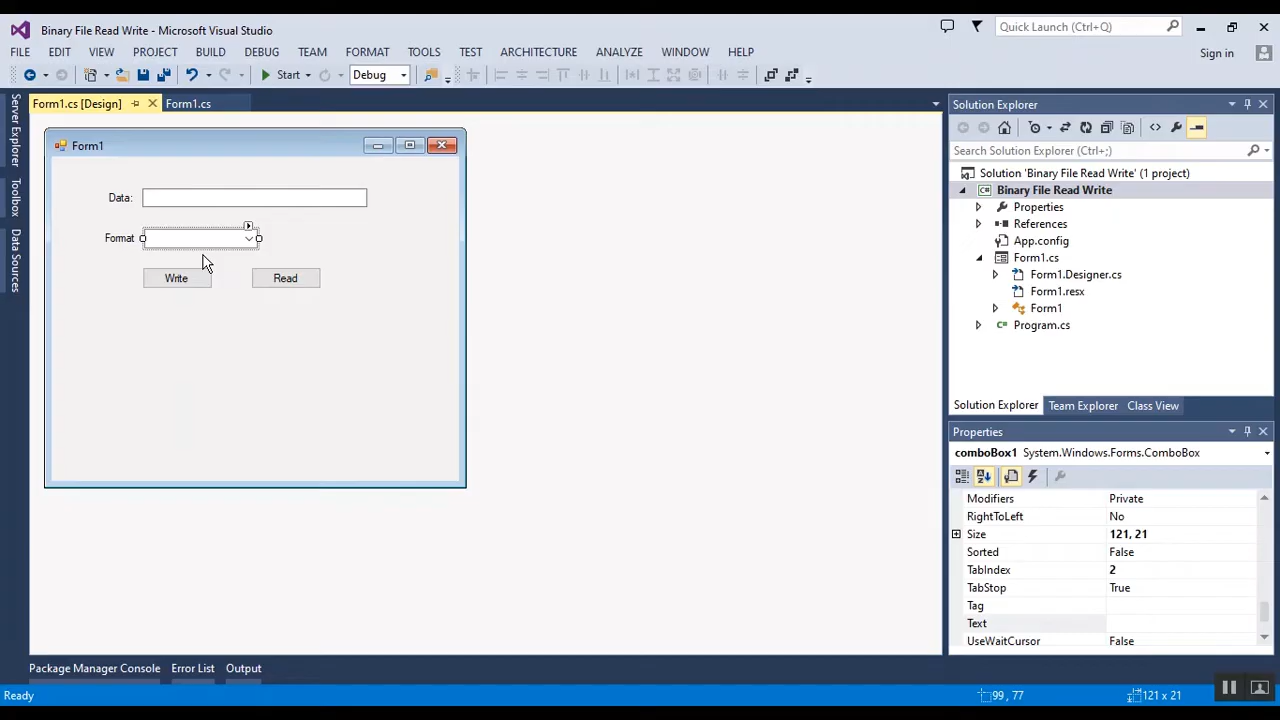 Binary File Read Write - Microsoft Visual Studio
Quick Launch (Ctrl+Q)
FILE EDIT VIEW PROJECT BUILD DEBUG TEAM FORMAT TOOLS TEST ARCHITECTURE ANALYZE WINDOW HELP
Sign in
Start Debug
Server Explorer
Toolbox
Data Sources
Form1.cs [Design] Form1.cs
Form1
Data:
Format
Write Read
Solution Explorer
Search Solution Explorer (Ctrl+;)
Solution 'Binary File Read Write' (1 project)
C# Binary File Read Write
Properties
References
App.config
Form1.cs
Form1.Designer.cs
Form1.resx
Form1
C# Program.cs
Solution Explorer Team Explorer Class View
Properties
comboBox1 System.Windows.Forms.ComboBox
Modifiers Private
RightToLeft No
Size 121, 21
Sorted False
TabIndex 2
TabStop True
Tag
Text
UseWaitCursor False
Package Manager Console Error List Output
Ready 99 , 77 121 x 21